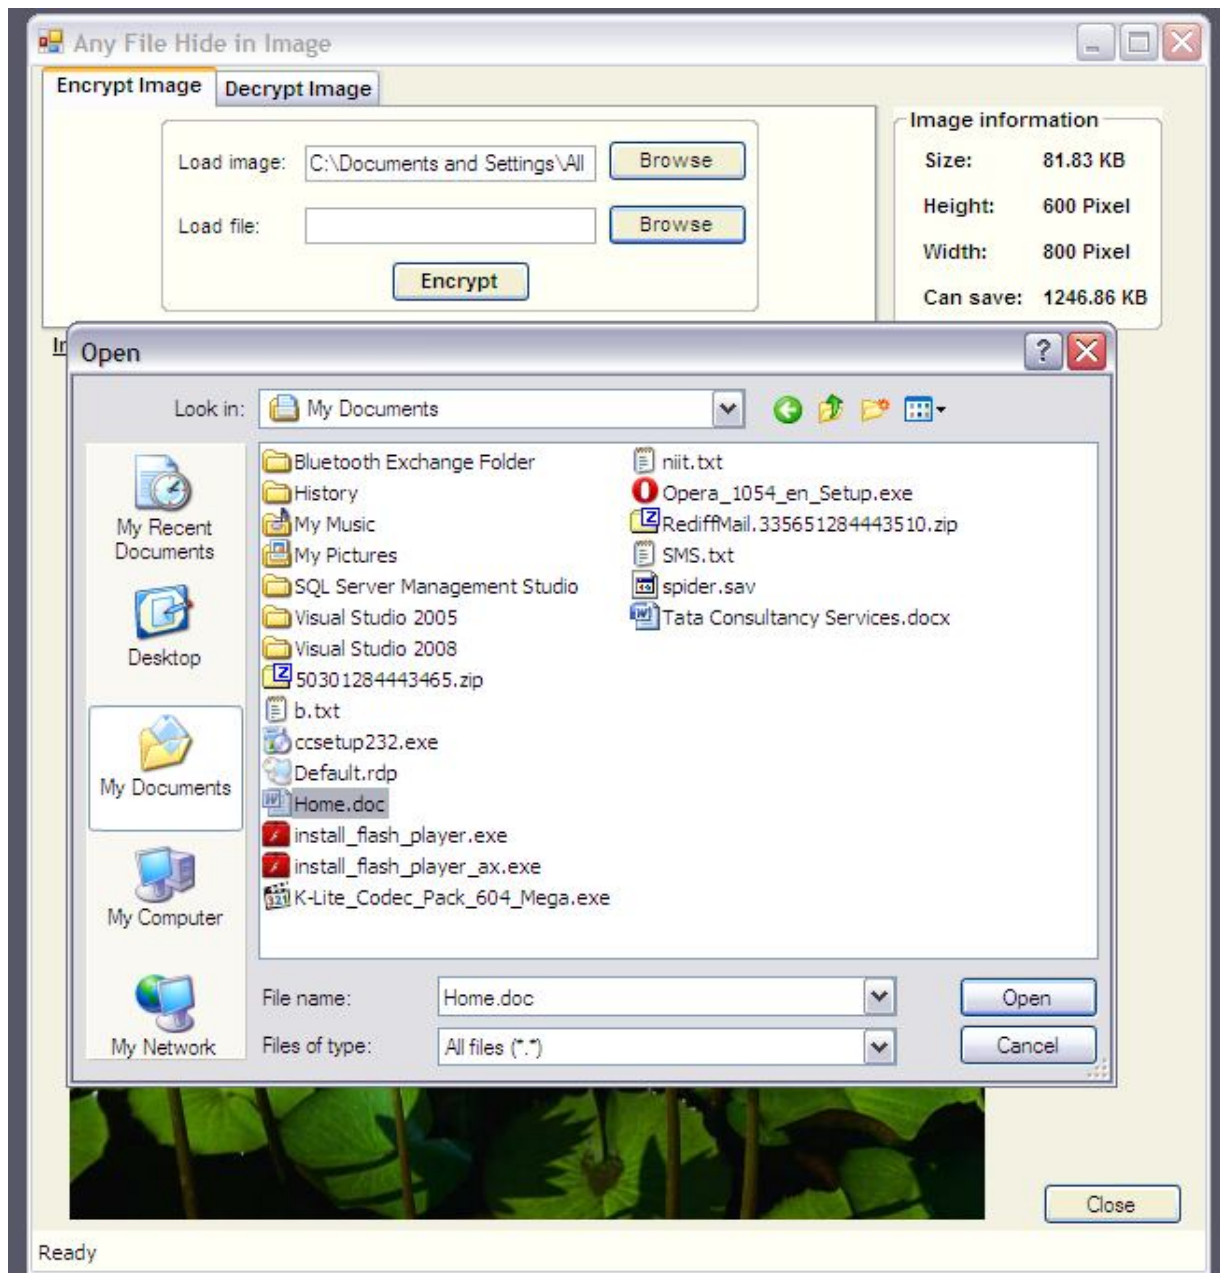 Any File Hide in Image
Encrypt Image Decrypt Image
Load image: C:\Documents and Settings\All Browse
Load file: Browse
Encrypt
Image information
Size: 81.83 KB
Height: 600 Pixel
Width: 800 Pixel
Can save: 1246.86 KB
Open
Look in: My Documents
My Recent
Documents
Desktop
My Documents
My Computer
My Network
Bluetooth Exchange Folder
History
My Music
My Pictures
SQL Server Management Studio
Visual Studio 2005
Visual Studio 2008
50301284443465.zip
b.txt
ccsetup232.exe
Default.rdp
Home.doc
install_flash_player.exe
install_flash_player_ax.exe
K-Lite_Codec_Pack_604_Mega.exe
niit.txt
Opera_1054_en_Setup.exe
RediffMail.335651284443510.zip
SMS.txt
spider.sav
Tata Consultancy Services.docx
File name: Home.doc Open
Files of type: All files (*.*) Cancel
Close
Ready